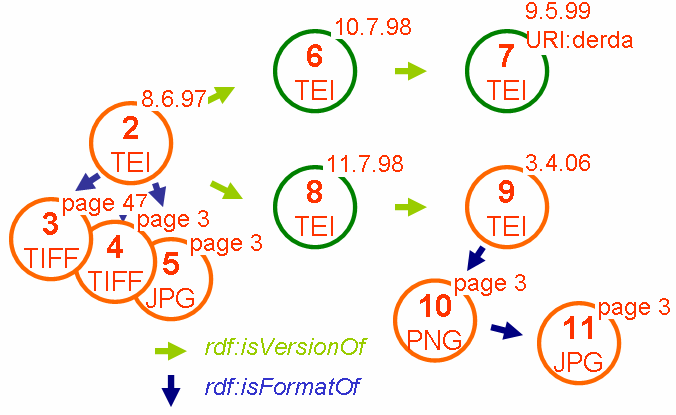 9.5.99
10.7.98
URI:derda
6
TEI
7
TEI
8.6.97
2
TEI
11.7.98
3.4.06
8
TEI
9
TEI
page 47
3
TIFF
page 3
4
TIFF
page 3
5
JPG
page 3
10
PNG
page 3
11
JPG
rdf:isVersionOf
rdf:isFormatOf